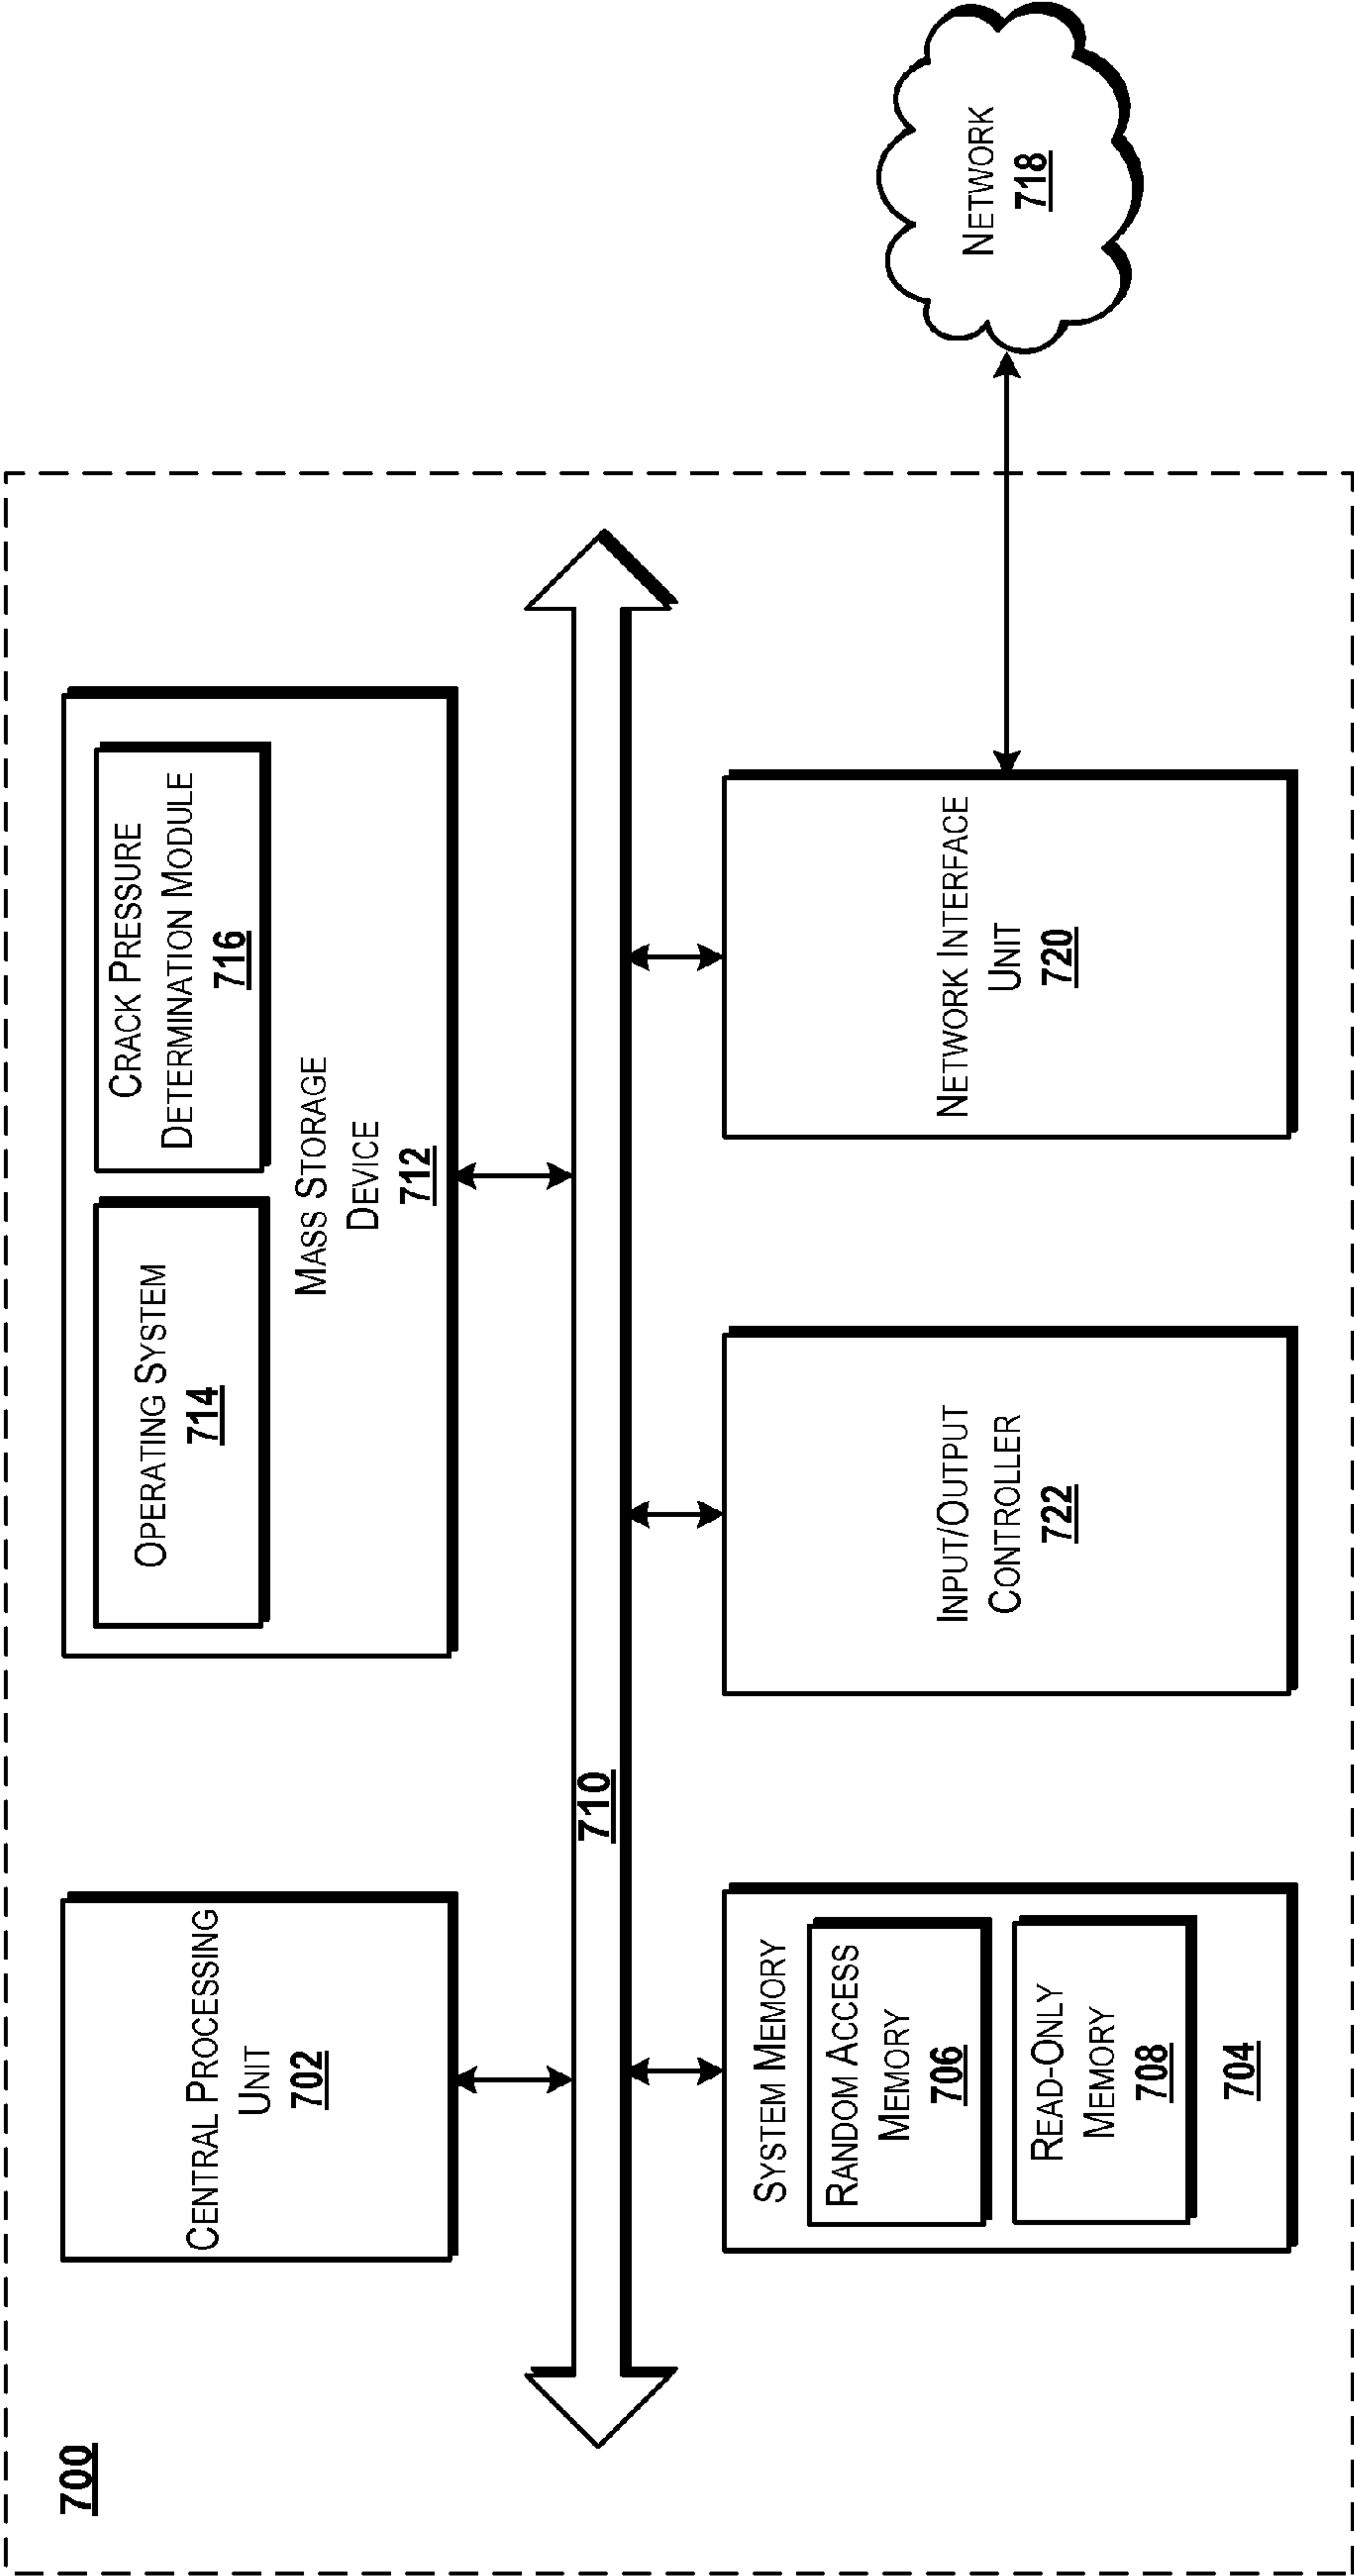 700
CENTRAL PROCESSING
UNIT
702
OPERATING SYSTEM
714
CRACK PRESSURE
DETERMINATION MODULE
716
MASS STORAGE
DEVICE
712
710
SYSTEM MEMORY
RANDOM ACCESS
MEMORY
706
READ-ONLY
MEMORY
708
704
INPUT/OUTPUT
CONTROLLER
722
NETWORK INTERFACE
UNIT
720
NETWORK
718